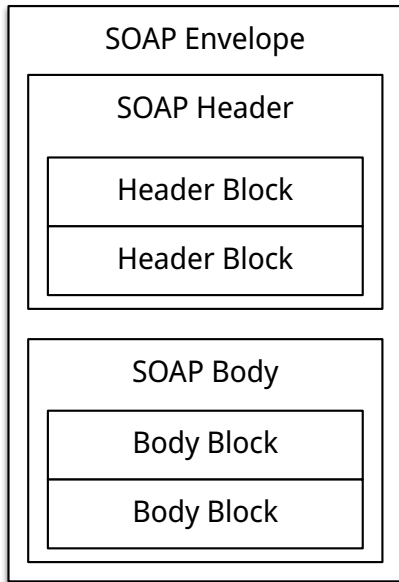 SOAP Envelope
SOAP Header
Header Block
Header Block
SOAP Body
Body Block
Body Block